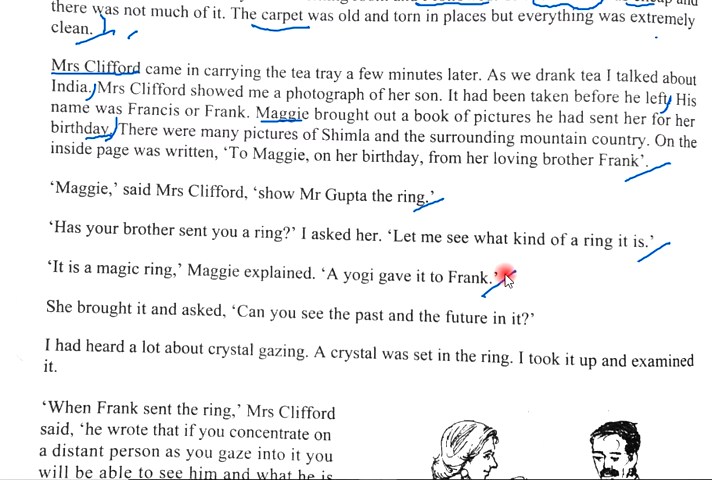 there was not much of it. The carpet was old and torn in places but everything was extremely
clean.
Mrs Clifford came in carrying the tea tray a few minutes later. As we drank tea I talked about
India. Mrs Clifford showed me a photograph of her son. It had been taken before he left. His
name was Francis or Frank. Maggie brought out a book of pictures he had sent her for her
birthday. There were many pictures of Shimla and the surrounding mountain country. On the
inside page was written, ‘To Maggie, on her birthday, from her loving brother Frank’.
‘Maggie,’ said Mrs Clifford, ‘show Mr Gupta the ring.’
‘Has your brother sent you a ring?’ I asked her. ‘Let me see what kind of a ring it is.’
‘It is a magic ring,’ Maggie explained. ‘A yogi gave it to Frank.’
She brought it and asked, ‘Can you see the past and the future in it?’
I had heard a lot about crystal gazing. A crystal was set in the ring. I took it up and examined
it.
‘When Frank sent the ring,’ Mrs Clifford
said, ‘he wrote that if you concentrate on
a distant person as you gaze into it you
will be able to see him and what he is